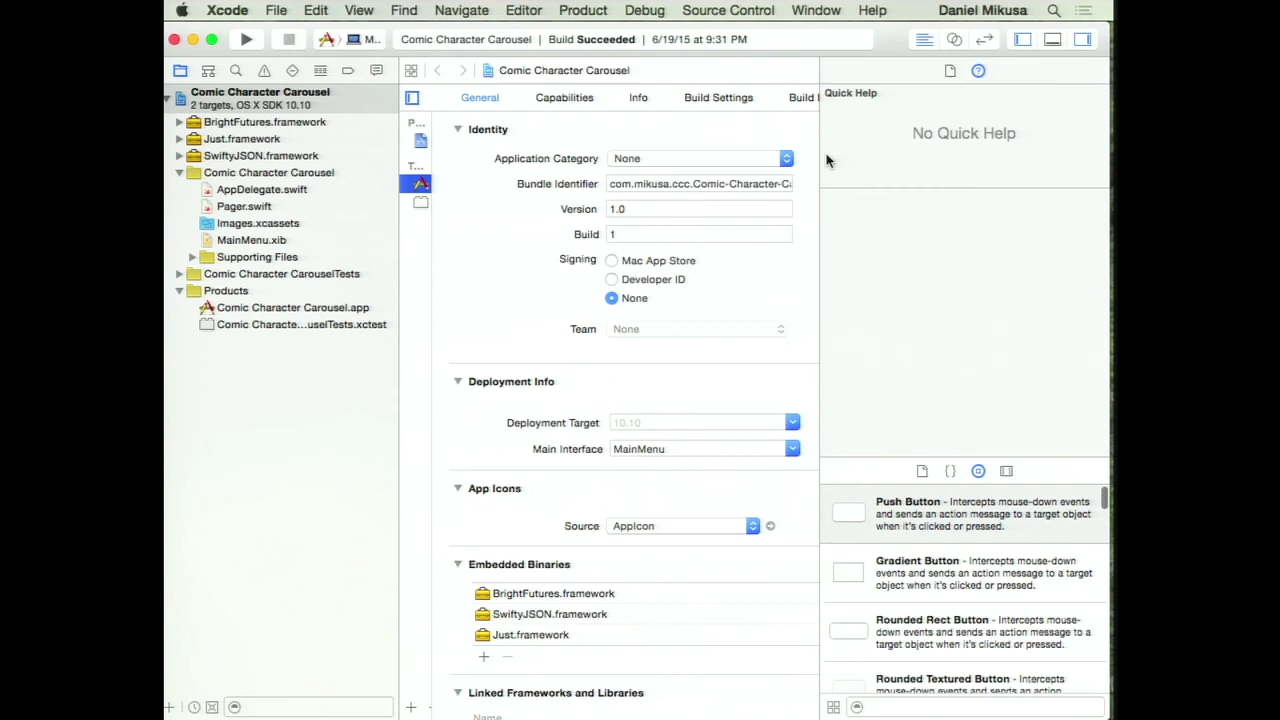 Xcode File Edit View Find Navigate Editor Product Debug Source Control Window Help Daniel Mikusa
M.. Comic Character Carousel | Build Succeeded | 6/19/15 at 9:31 PM
Comic Character Carousel
Comic Character Carousel
2 targets, OS X SDK 10.10
BrightFutures.framework
Just.framework
SwiftyJSON.framework
Comic Character Carousel
AppDelegate.swift
Pager.swift
Images.xcassets
MainMenu.xib
Supporting Files
Comic Character CarouselTests
Products
Comic Character Carousel.app
Comic Characte...uselTests.xctest
General Capabilities Info Build Settings Build
P...
T...
Identity
Application Category None
Bundle Identifier com.mikusa.ccc.Comic-Character-Ca
Version 1.0
Build 1
Signing Mac App Store
Developer ID
None
Team None
Deployment Info
Deployment Target 10.10
Main Interface MainMenu
App Icons
Source AppIcon
Embedded Binaries
BrightFutures.framework
SwiftyJSON.framework
Just.framework
Linked Frameworks and Libraries
Name
Quick Help
No Quick Help
Push Button - Intercepts mouse-down events
and sends an action message to a target object
when it's clicked or pressed.
Gradient Button - Intercepts mouse-down
events and sends an action message to a target
object when it's clicked or pressed.
Rounded Rect Button - Intercepts mouse-
down events and sends an action message to a
target object when it's clicked or pressed.
Rounded Textured Button - Intercepts
mouse-down events and sends an action